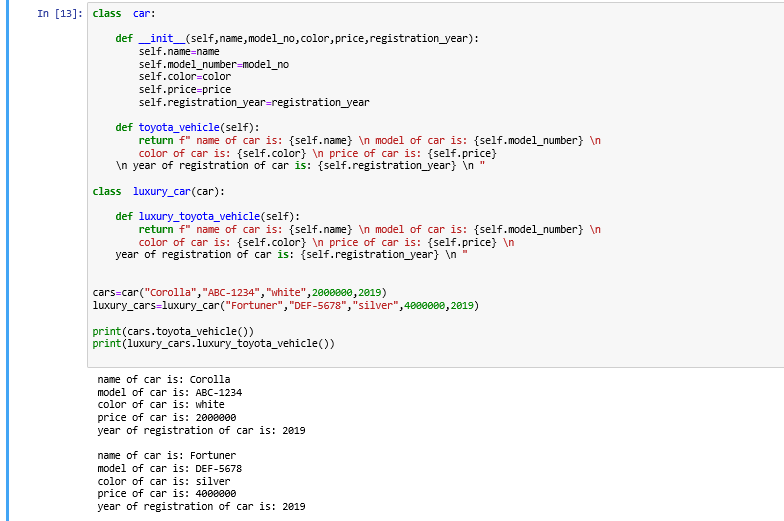 In [13]: class  car:
def __init__(self,name,model_no,color,price,registration_year):
self.name=name
self.model_number=model_no
self.color=color
self.price=price
self.registration_year=registration_year
def toyota_vehicle(self):
return f" name of car is: {self.name} \n model of car is: {self.model_number} \n
color of car is: {self.color} \n price of car is: {self.price}
\n year of registration of car is: {self.registration_year} \n "
class  luxury_car(car):
def luxury_toyota_vehicle(self):
return f" name of car is: {self.name} \n model of car is: {self.model_number} \n
color of car is: {self.color} \n price of car is: {self.price} \n
year of registration of car is: {self.registration_year} \n "
cars=car("Corolla","ABC-1234","white",2000000,2019)
luxury_cars=luxury_car("Fortuner","DEF-5678","silver",4000000,2019)
print(cars.toyota_vehicle())
print(luxury_cars.luxury_toyota_vehicle())
name of car is: Corolla
model of car is: ABC-1234
color of car is: white
price of car is: 2000000
year of registration of car is: 2019
name of car is: Fortuner
model of car is: DEF-5678
color of car is: silver
price of car is: 4000000
year of registration of car is: 2019